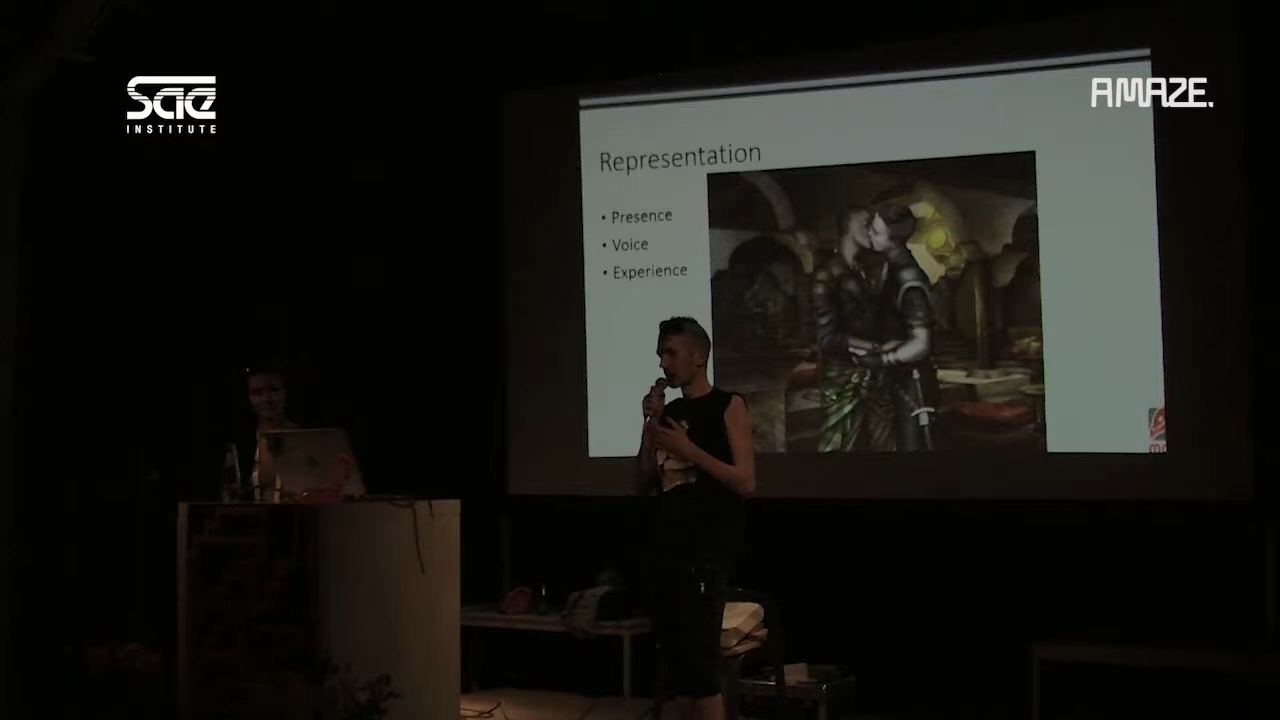 sae
INSTITUTE
AMAZE.
Representation
• Presence
• Voice
• Experience